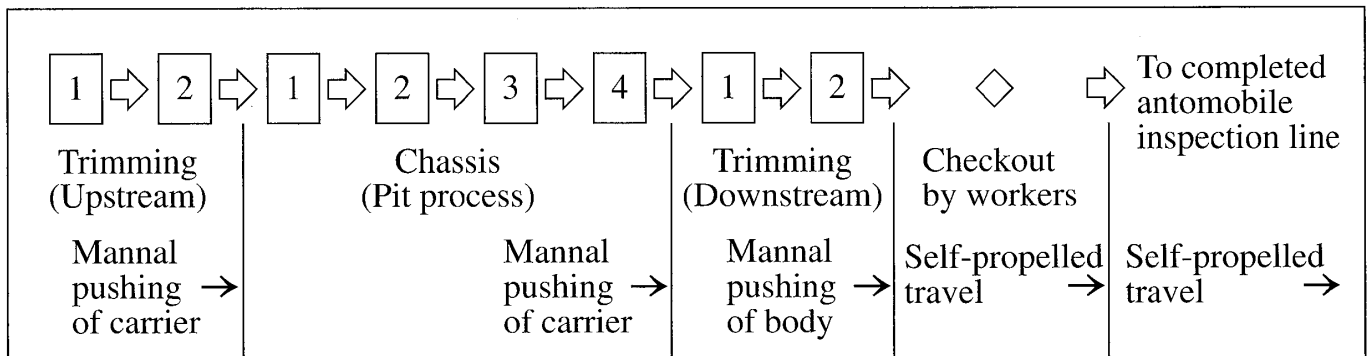 1 2 1 2 3 4 1 2
To completed
antomobile
inspection line
Trimming
(Upstream)
Chassis
(Pit process)
Trimming
(Downstream)
Checkout
by workers
Mannal
pushing
of carrier
Mannal
pushing
of carrier
Mannal
pushing
of body
Self-propelled
travel
Self-propelled
travel